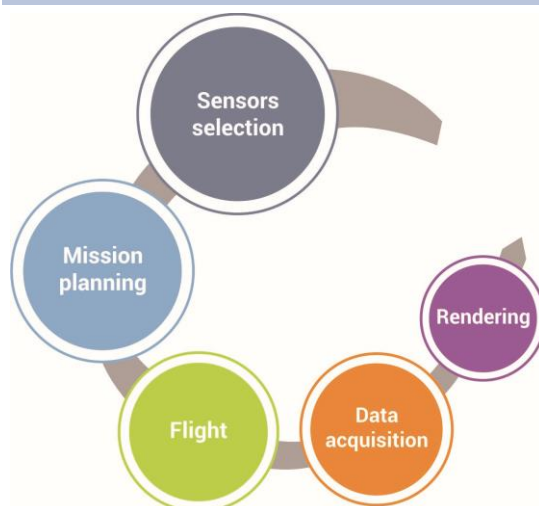 Sensors
selection
Mission
planning
Flight
Data
acquisition
Rendering